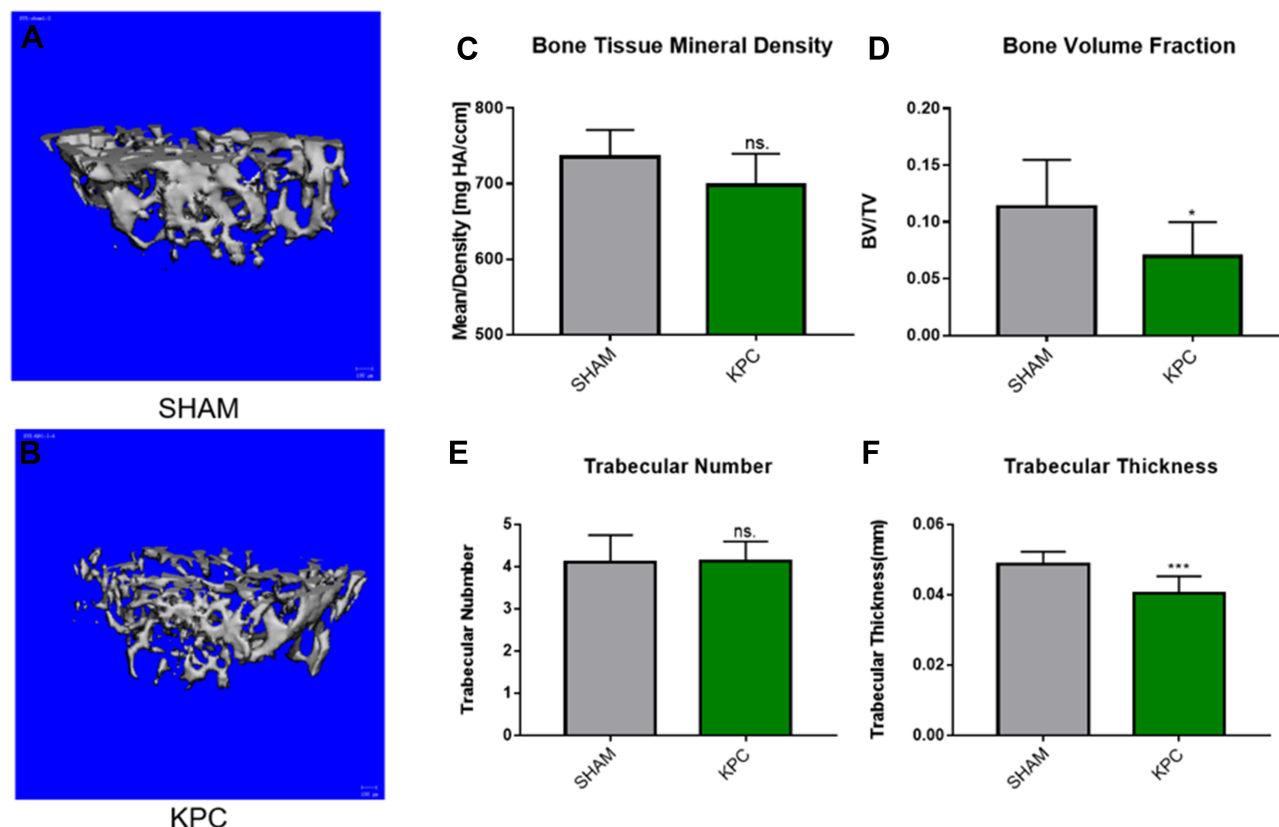 A
SHAM
B
KPC
C
Bone Tissue Mineral Density
Mean/Density [mg HA/ccm]
800
700
600
500
ns.
SHAM
KPC
D
Bone Volume Fraction
BV/TV
0.20
0.15
0.10
0.05
0.00
*
SHAM
KPC
E
Trabecular Number
Trabecular Nubmber
5
4
3
2
1
0
ns.
SHAM
KPC
F
Trabecular Thickness
Trabecular Thickness(mm)
0.06
0.04
0.02
0.00
***
SHAM
KPC